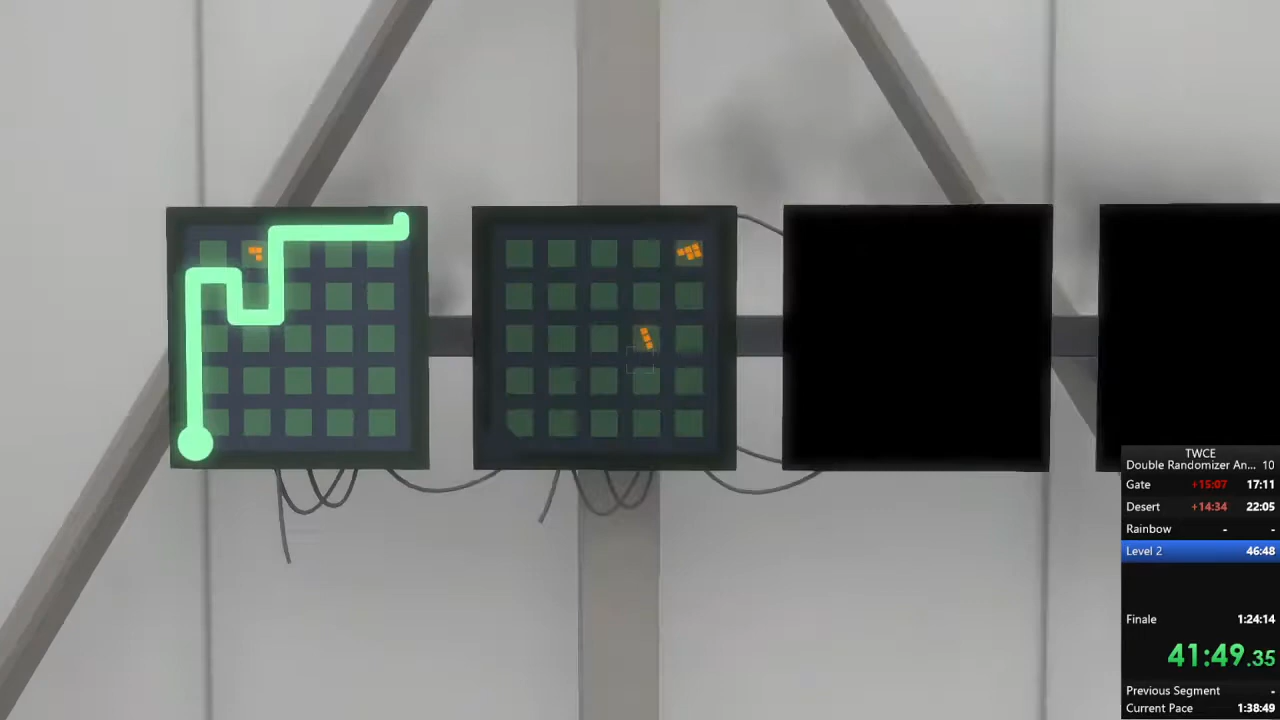 TWCE
Double Randomizer An... 10
Gate +15:07 17:11
Desert +14:34 22:05
Rainbow - -
Level 2 46:48
Finale 1:24:14
41:49.35
Previous Segment -
Current Pace 1:38:49